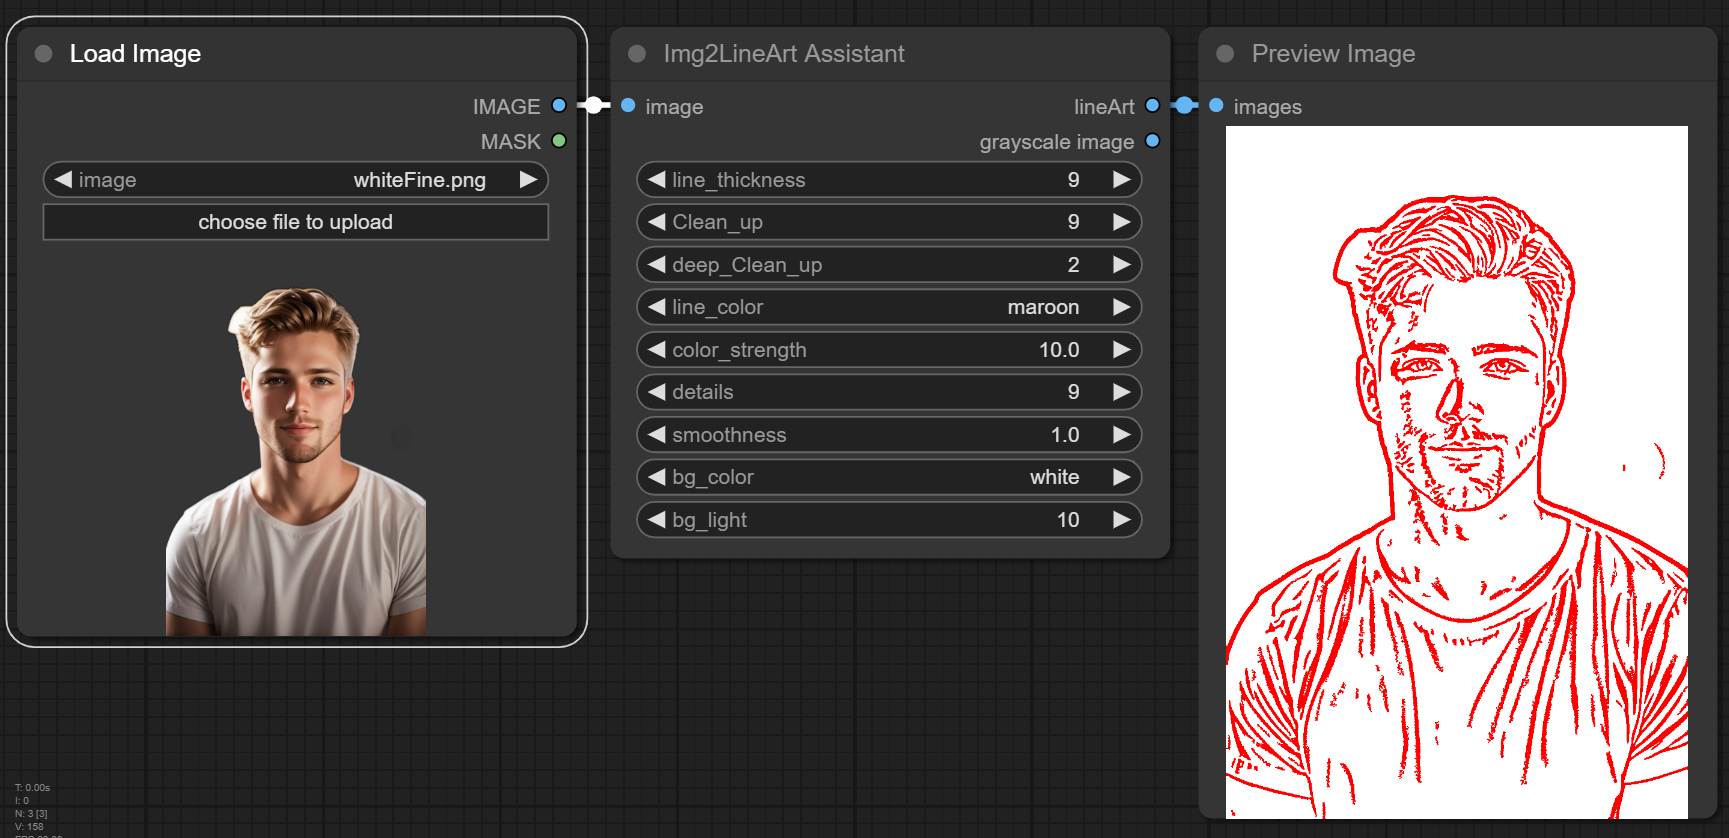 Load Image
IMAGE
MASK
image whiteFine.png
choose file to upload
Img2LineArt Assistant
image lineArt
grayscale image
line_thickness 9
Clean_up 9
deep_Clean_up 2
line_color maroon
color_strength 10.0
details 9
smoothness 1.0
bg_color white
bg_light 10
Preview Image
images
T: 0.00s
I: 0
N: 3 [3]
V: 158